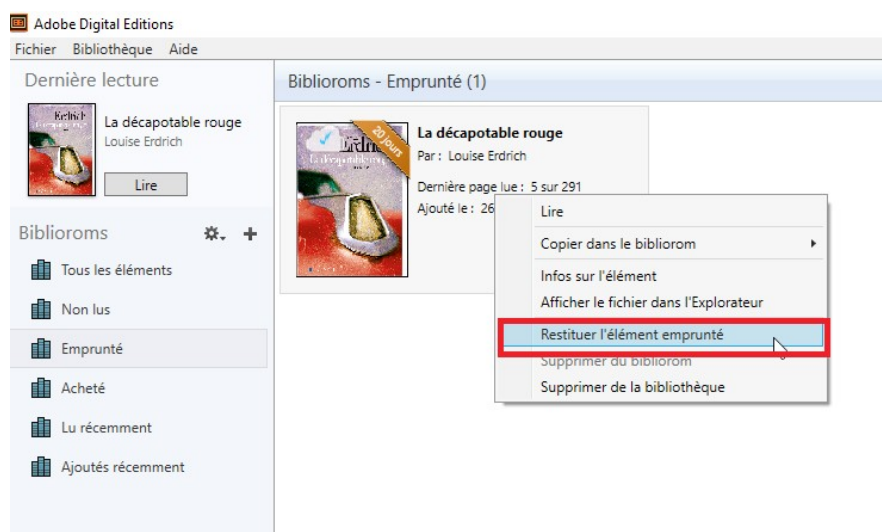 Adobe Digital Editions
Fichier Bibliothèque Aide
Dernière lecture
Erdrich
La décapotable rouge
Louise Erdrich
Lire
Biblioroms
Tous les éléments
Non lus
Emprunté
Acheté
Lu récemment
Ajoutés récemment
Biblioroms - Emprunté (1)
20 jours
La décapotable rouge
Par : Louise Erdrich
Dernière page lue : 5 sur 291
Ajouté le : 26
Lire
Copier dans le bibliorom
Infos sur l'élément
Afficher le fichier dans l'Explorateur
Restituer l'élément emprunté
Supprimer du bibliorom
Supprimer de la bibliothèque